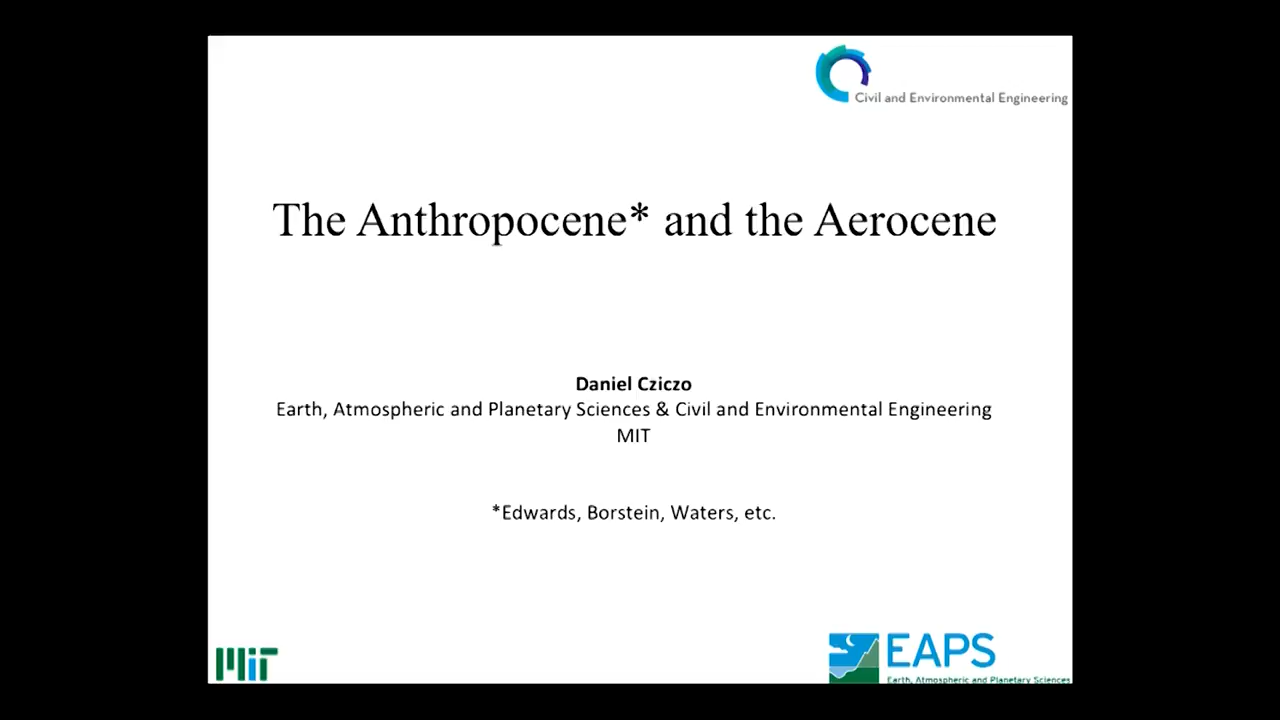 Civil and Environmental Engineering
The Anthropocene* and the Aerocene
Daniel Cziczo
Earth, Atmospheric and Planetary Sciences & Civil and Environmental Engineering
MIT
*Edwards, Borstein, Waters, etc.
MIT
EAPS
Earth, Atmospheric and Planetary Sciences